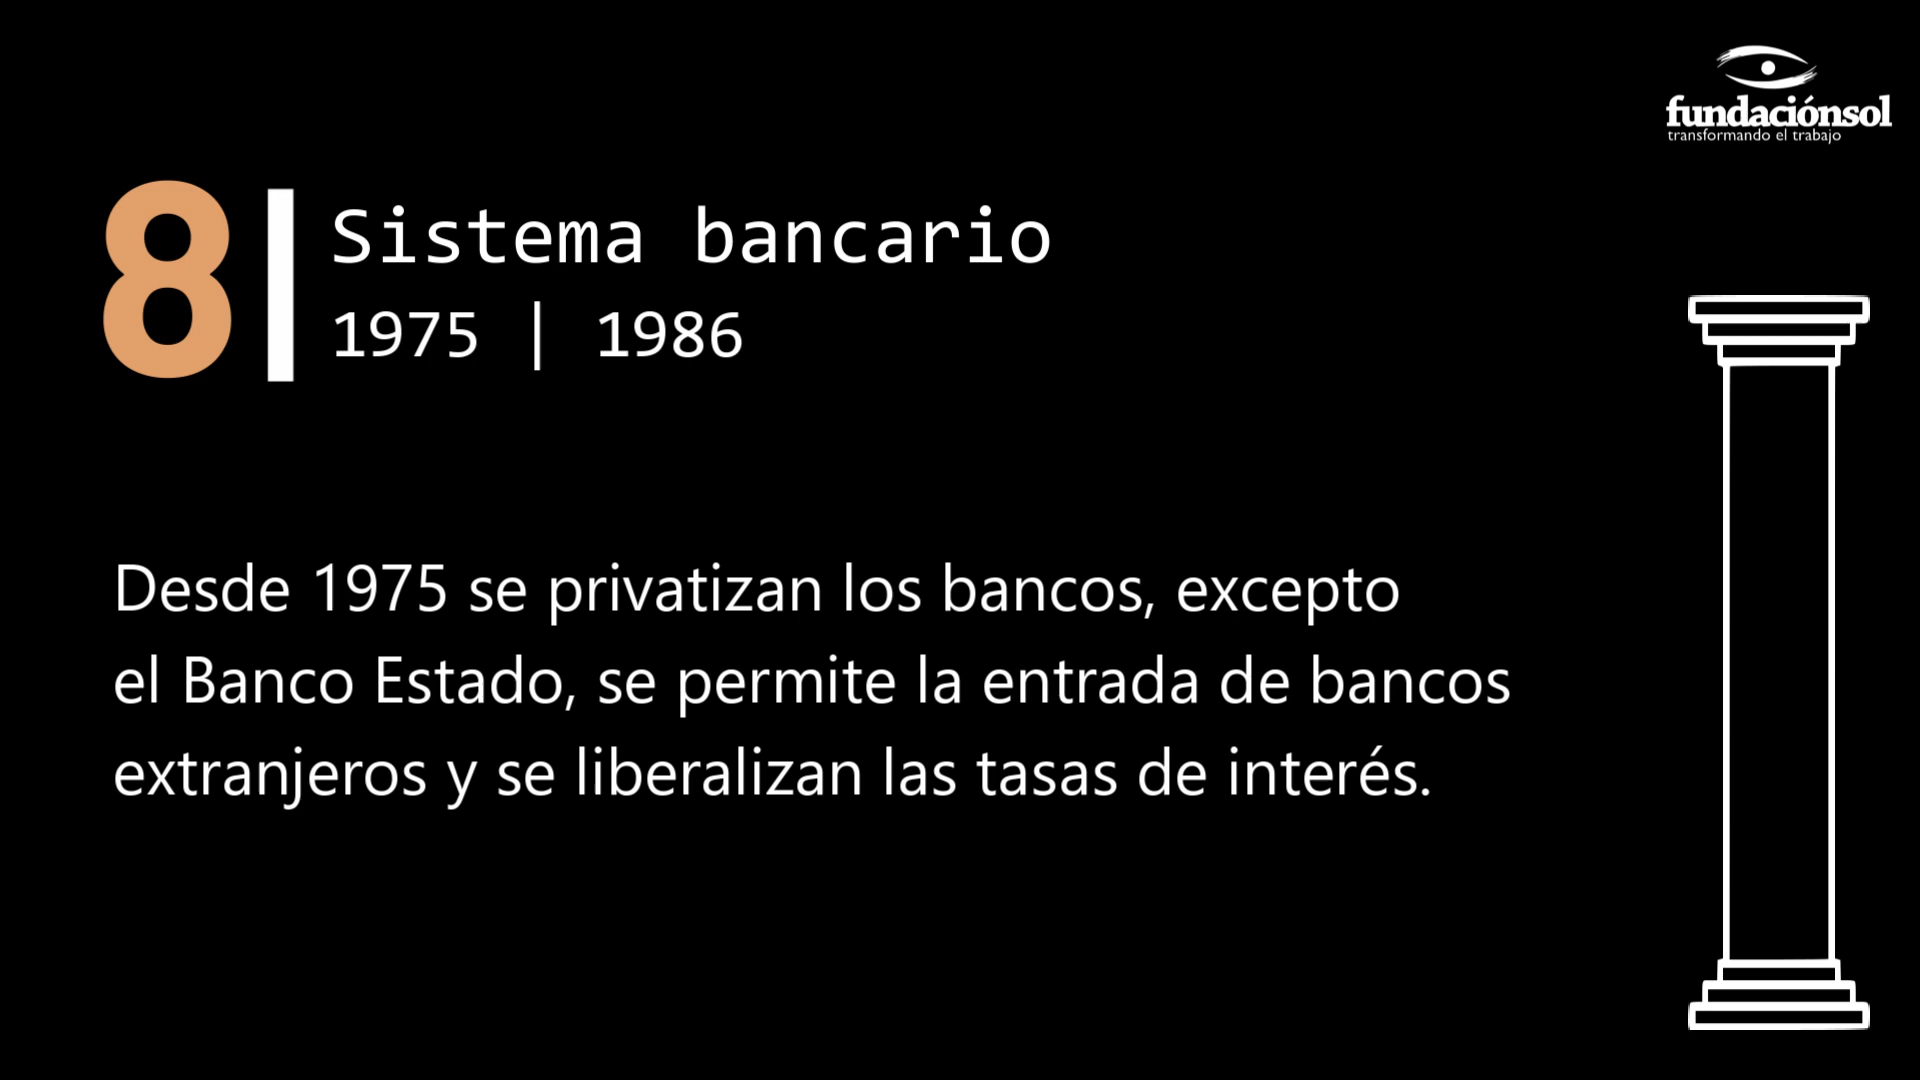 fundaciónsol
transformando el trabajo
8
Sistema bancario
1975 | 1986
Desde 1975 se privatizan los bancos, excepto
el Banco Estado, se permite la entrada de bancos
extranjeros y se liberalizan las tasas de interés.